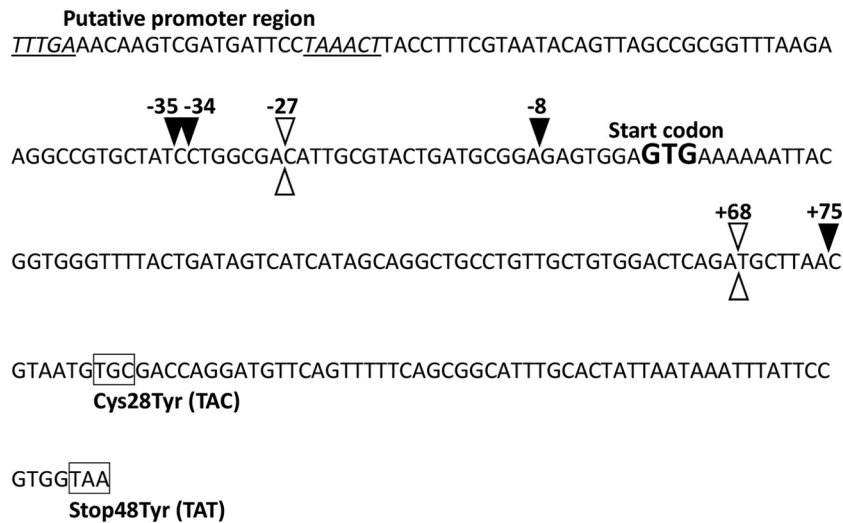 Putative promoter region
TTTGAAACAAGTCGATGATTCCTAAACTTACCTTTCGTAATACAGTTAGCCGCGGTTTAAGA
-35 -34 -27 -8 Start codon
AGGCCGTGCTATCCTGGCGACATTGCGTACTGATGCGGAGAGTGGAGTGAAAAAATTAC
+68 +75
GGTGGGTTTTACTGATAGTCATCATAGCAGGCTGCCTGTTGCTGTGGACTCAGATGCTTAAC
GTAATGTGCGACCAGGATGTTCAGTTTTTCAGCGGCATTTGCACTATTAATAAATTTATTCC
Cys28Tyr (TAC)
GTGGTAA
Stop48Tyr (TAT)